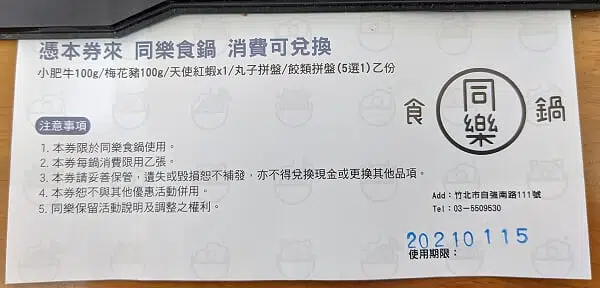 憑本券來 同樂食鍋 消費可兌換
小肥牛100g/梅花豬100g/天使紅蝦x1/丸子拼盤/餃類拼盤(5選1)乙份
注意事項
1. 本券限於同樂食鍋使用。
2. 本券每鍋消費限用乙張。
3. 本券請妥善保管，遺失或毀損恕不補發，亦不得兌換現金或更換其他品項。
4. 本券恕不與其他優惠活動併用。
5. 同樂保留活動說明及調整之權利。
食 同樂 鍋
Add：竹北市自強南路111號
Tel：03-5509530
20210115
使用期限：